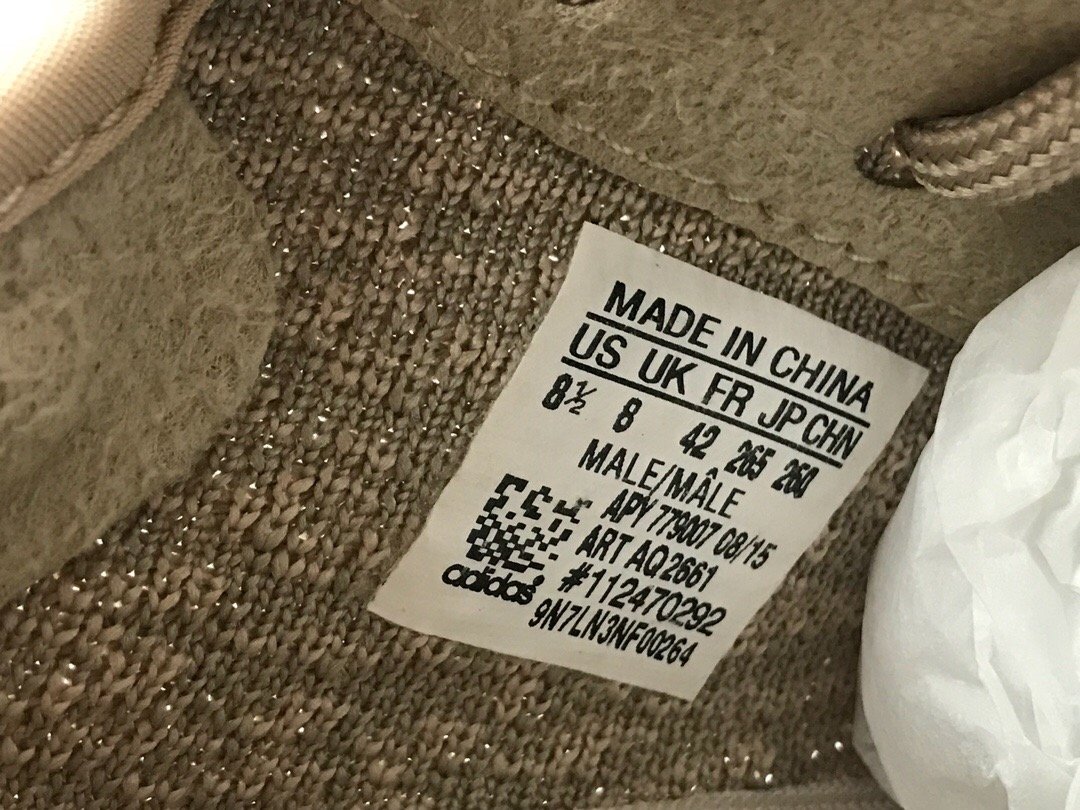 MADE IN CHINA
US UK FR JP CHN
8½ 8 42 265 260
MALE/MÂLE
APY 779007 08/15
ART AQ2661
#112470292
9N7LN3NF00264
adidas